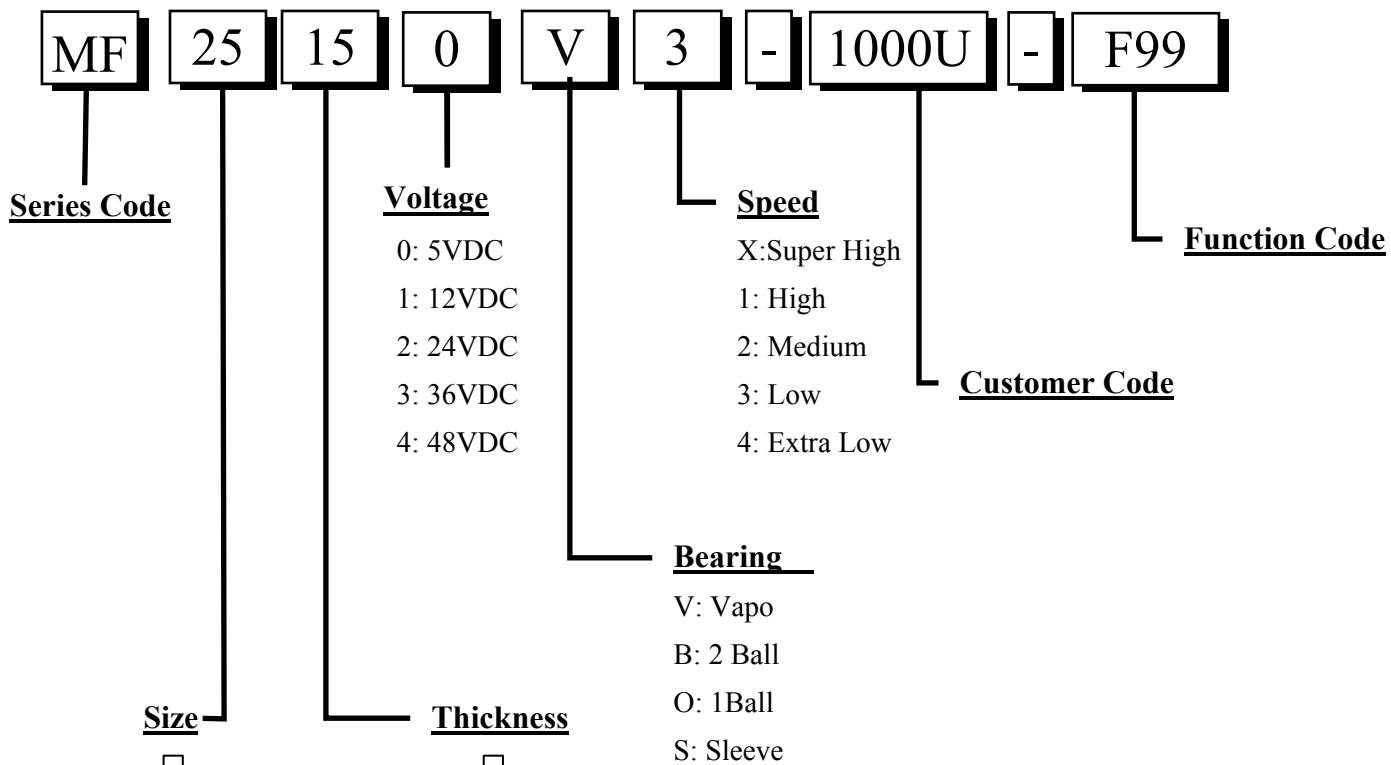 MF 25 15 0 V 3 - 1000U - F99
Series Code
Voltage
0: 5VDC
1: 12VDC
2: 24VDC
3: 36VDC
4: 48VDC
Speed
X:Super High
1: High
2: Medium
3: Low
4: Extra Low
Function Code
Customer Code
Bearing
V: Vapo
B: 2 Ball
O: 1Ball
S: Sleeve
Size
Thickness